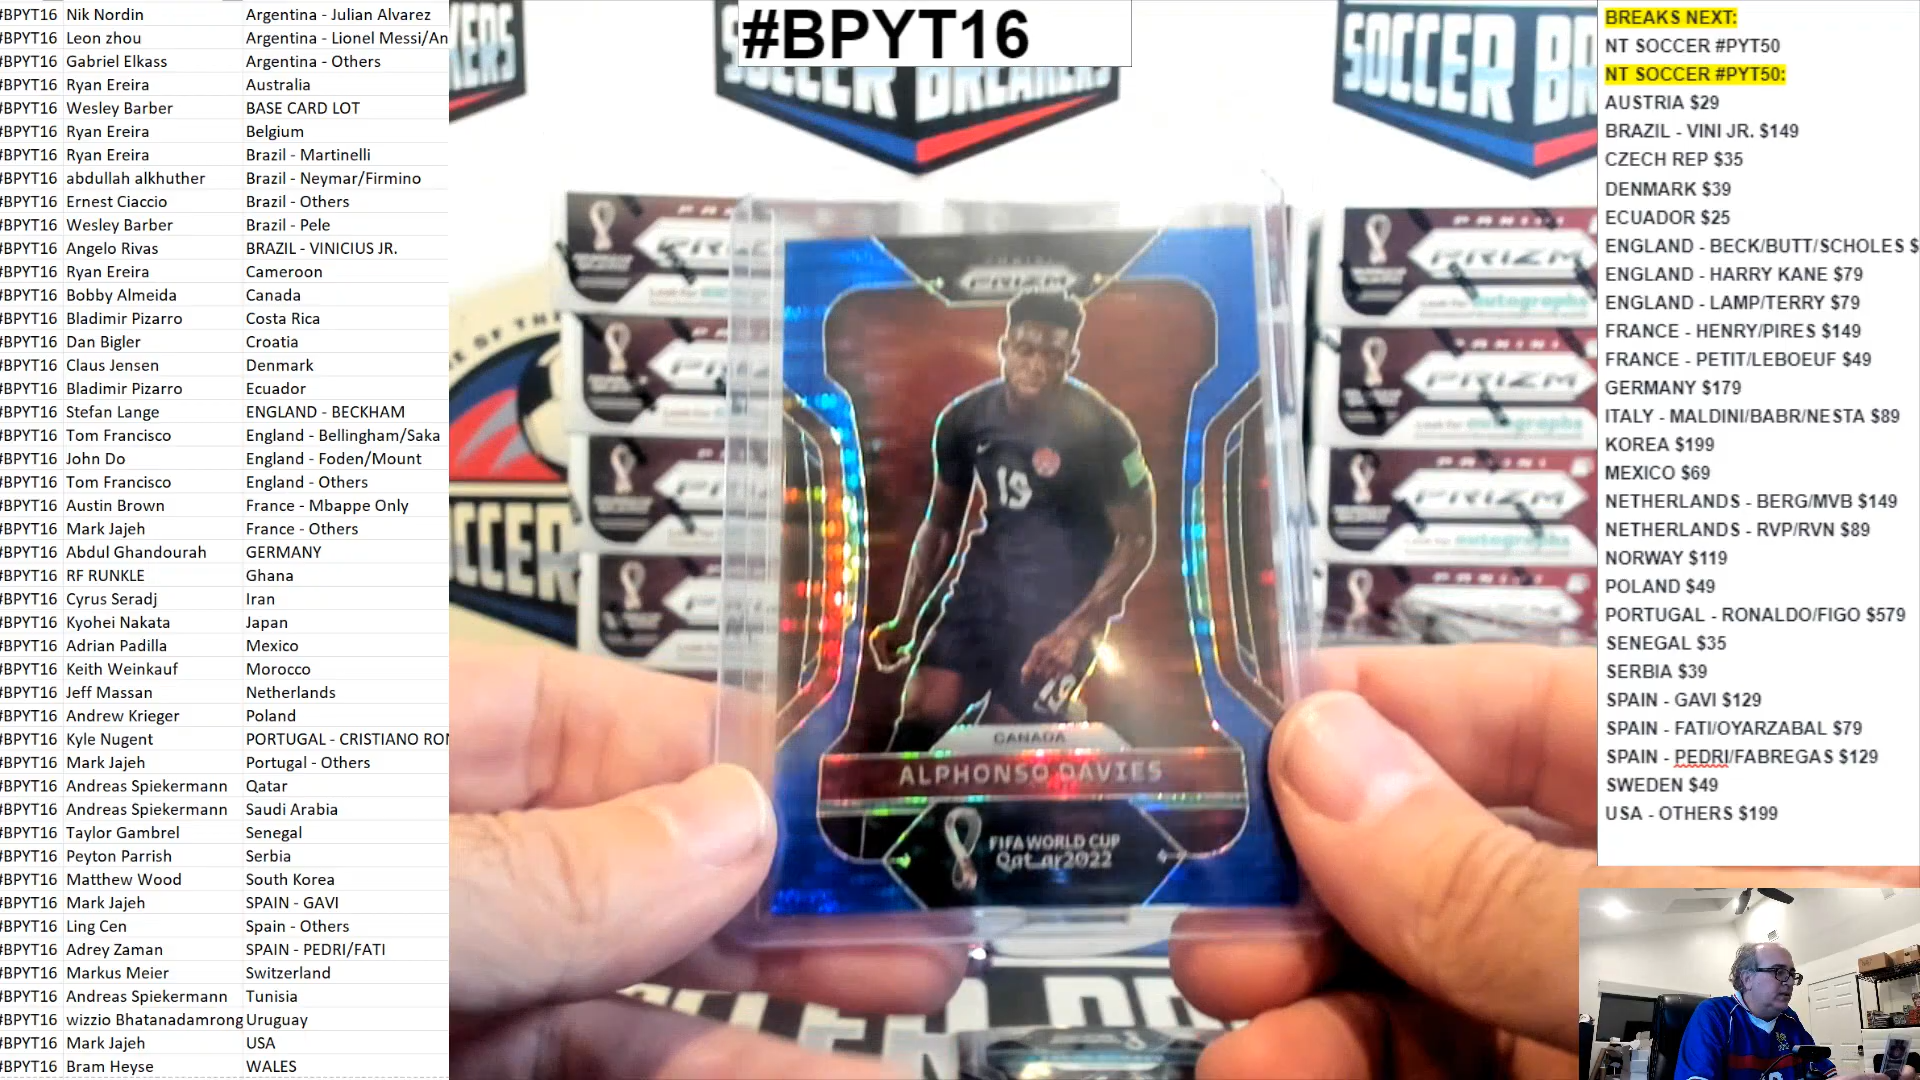 #BPYT16
#BPYT16 Nik Nordin Argentina - Julian Alvarez
#BPYT16 Leon zhou Argentina - Lionel Messi/An
#BPYT16 Gabriel Elkass Argentina - Others
#BPYT16 Ryan Ereira Australia
#BPYT16 Wesley Barber BASE CARD LOT
#BPYT16 Ryan Ereira Belgium
#BPYT16 Ryan Ereira Brazil - Martinelli
#BPYT16 abdullah alkhuther Brazil - Neymar/Firmino
#BPYT16 Ernest Ciaccio Brazil - Others
#BPYT16 Wesley Barber Brazil - Pele
#BPYT16 Angelo Rivas BRAZIL - VINICIUS JR.
#BPYT16 Ryan Ereira Cameroon
#BPYT16 Bobby Almeida Canada
#BPYT16 Bladimir Pizarro Costa Rica
#BPYT16 Dan Bigler Croatia
#BPYT16 Claus Jensen Denmark
#BPYT16 Bladimir Pizarro Ecuador
#BPYT16 Stefan Lange ENGLAND - BECKHAM
#BPYT16 Tom Francisco England - Bellingham/Saka
#BPYT16 John Do England - Foden/Mount
#BPYT16 Tom Francisco England - Others
#BPYT16 Austin Brown France - Mbappe Only
#BPYT16 Mark Jajeh France - Others
#BPYT16 Abdul Ghandourah GERMANY
#BPYT16 RF RUNKLE Ghana
#BPYT16 Cyrus Seradj Iran
#BPYT16 Kyohei Nakata Japan
#BPYT16 Adrian Padilla Mexico
#BPYT16 Keith Weinkauf Morocco
#BPYT16 Jeff Massan Netherlands
#BPYT16 Andrew Krieger Poland
#BPYT16 Kyle Nugent PORTUGAL - CRISTIANO RO
#BPYT16 Mark Jajeh Portugal - Others
#BPYT16 Andreas Spiekermann Qatar
#BPYT16 Andreas Spiekermann Saudi Arabia
#BPYT16 Taylor Gambrel Senegal
#BPYT16 Peyton Parrish Serbia
#BPYT16 Matthew Wood South Korea
#BPYT16 Mark Jajeh SPAIN - GAVI
#BPYT16 Ling Cen Spain - Others
#BPYT16 Adrey Zaman SPAIN - PEDRI/FATI
#BPYT16 Markus Meier Switzerland
#BPYT16 Andreas Spiekermann Tunisia
#BPYT16 wizzio Bhatanadamrong Uruguay
#BPYT16 Mark Jajeh USA
#BPYT16 Bram Heyse WALES
SOCCER BREAKERS
PRIZM
19
CANADA
ALPHONSO DAVIES
FIFA WORLD CUP
Qatar2022
BREAKS NEXT:
NT SOCCER #PYT50
NT SOCCER #PYT50:
AUSTRIA $29
BRAZIL - VINI JR. $149
CZECH REP $35
DENMARK $39
ECUADOR $25
ENGLAND - BECK/BUTT/SCHOLES $
ENGLAND - HARRY KANE $79
ENGLAND - LAMP/TERRY $79
FRANCE - HENRY/PIRES $149
FRANCE - PETIT/LEBOEUF $49
GERMANY $179
ITALY - MALDINI/BABR/NESTA $89
KOREA $199
MEXICO $69
NETHERLANDS - BERG/MVB $149
NETHERLANDS - RVP/RVN $89
NORWAY $119
POLAND $49
PORTUGAL - RONALDO/FIGO $579
SENEGAL $35
SERBIA $39
SPAIN - GAVI $129
SPAIN - FATI/OYARZABAL $79
SPAIN - PEDRI/FABREGAS $129
SWEDEN $49
USA - OTHERS $199